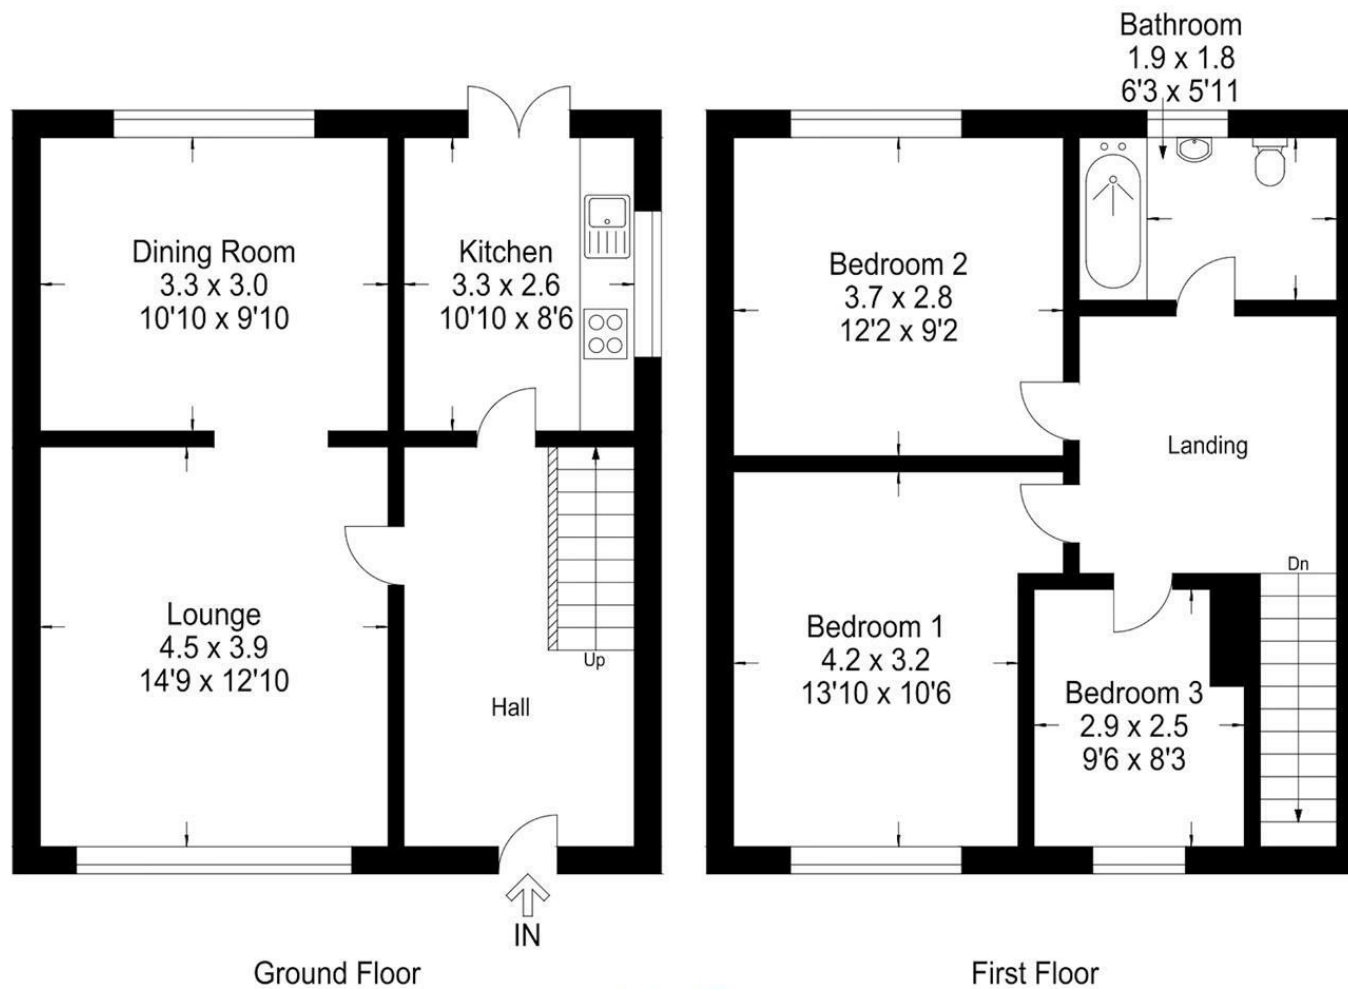 Dining Room
3.3 x 3.0
10'10 x 9'10
Kitchen
3.3 x 2.6
10'10 x 8'6
Lounge
4.5 x 3.9
14'9 x 12'10
Up
Hall
IN
Ground Floor
Bathroom
1.9 x 1.8
6'3 x 5'11
Bedroom 2
3.7 x 2.8
12'2 x 9'2
Landing
Dn
Bedroom 1
4.2 x 3.2
13'10 x 10'6
Bedroom 3
2.9 x 2.5
9'6 x 8'3
First Floor